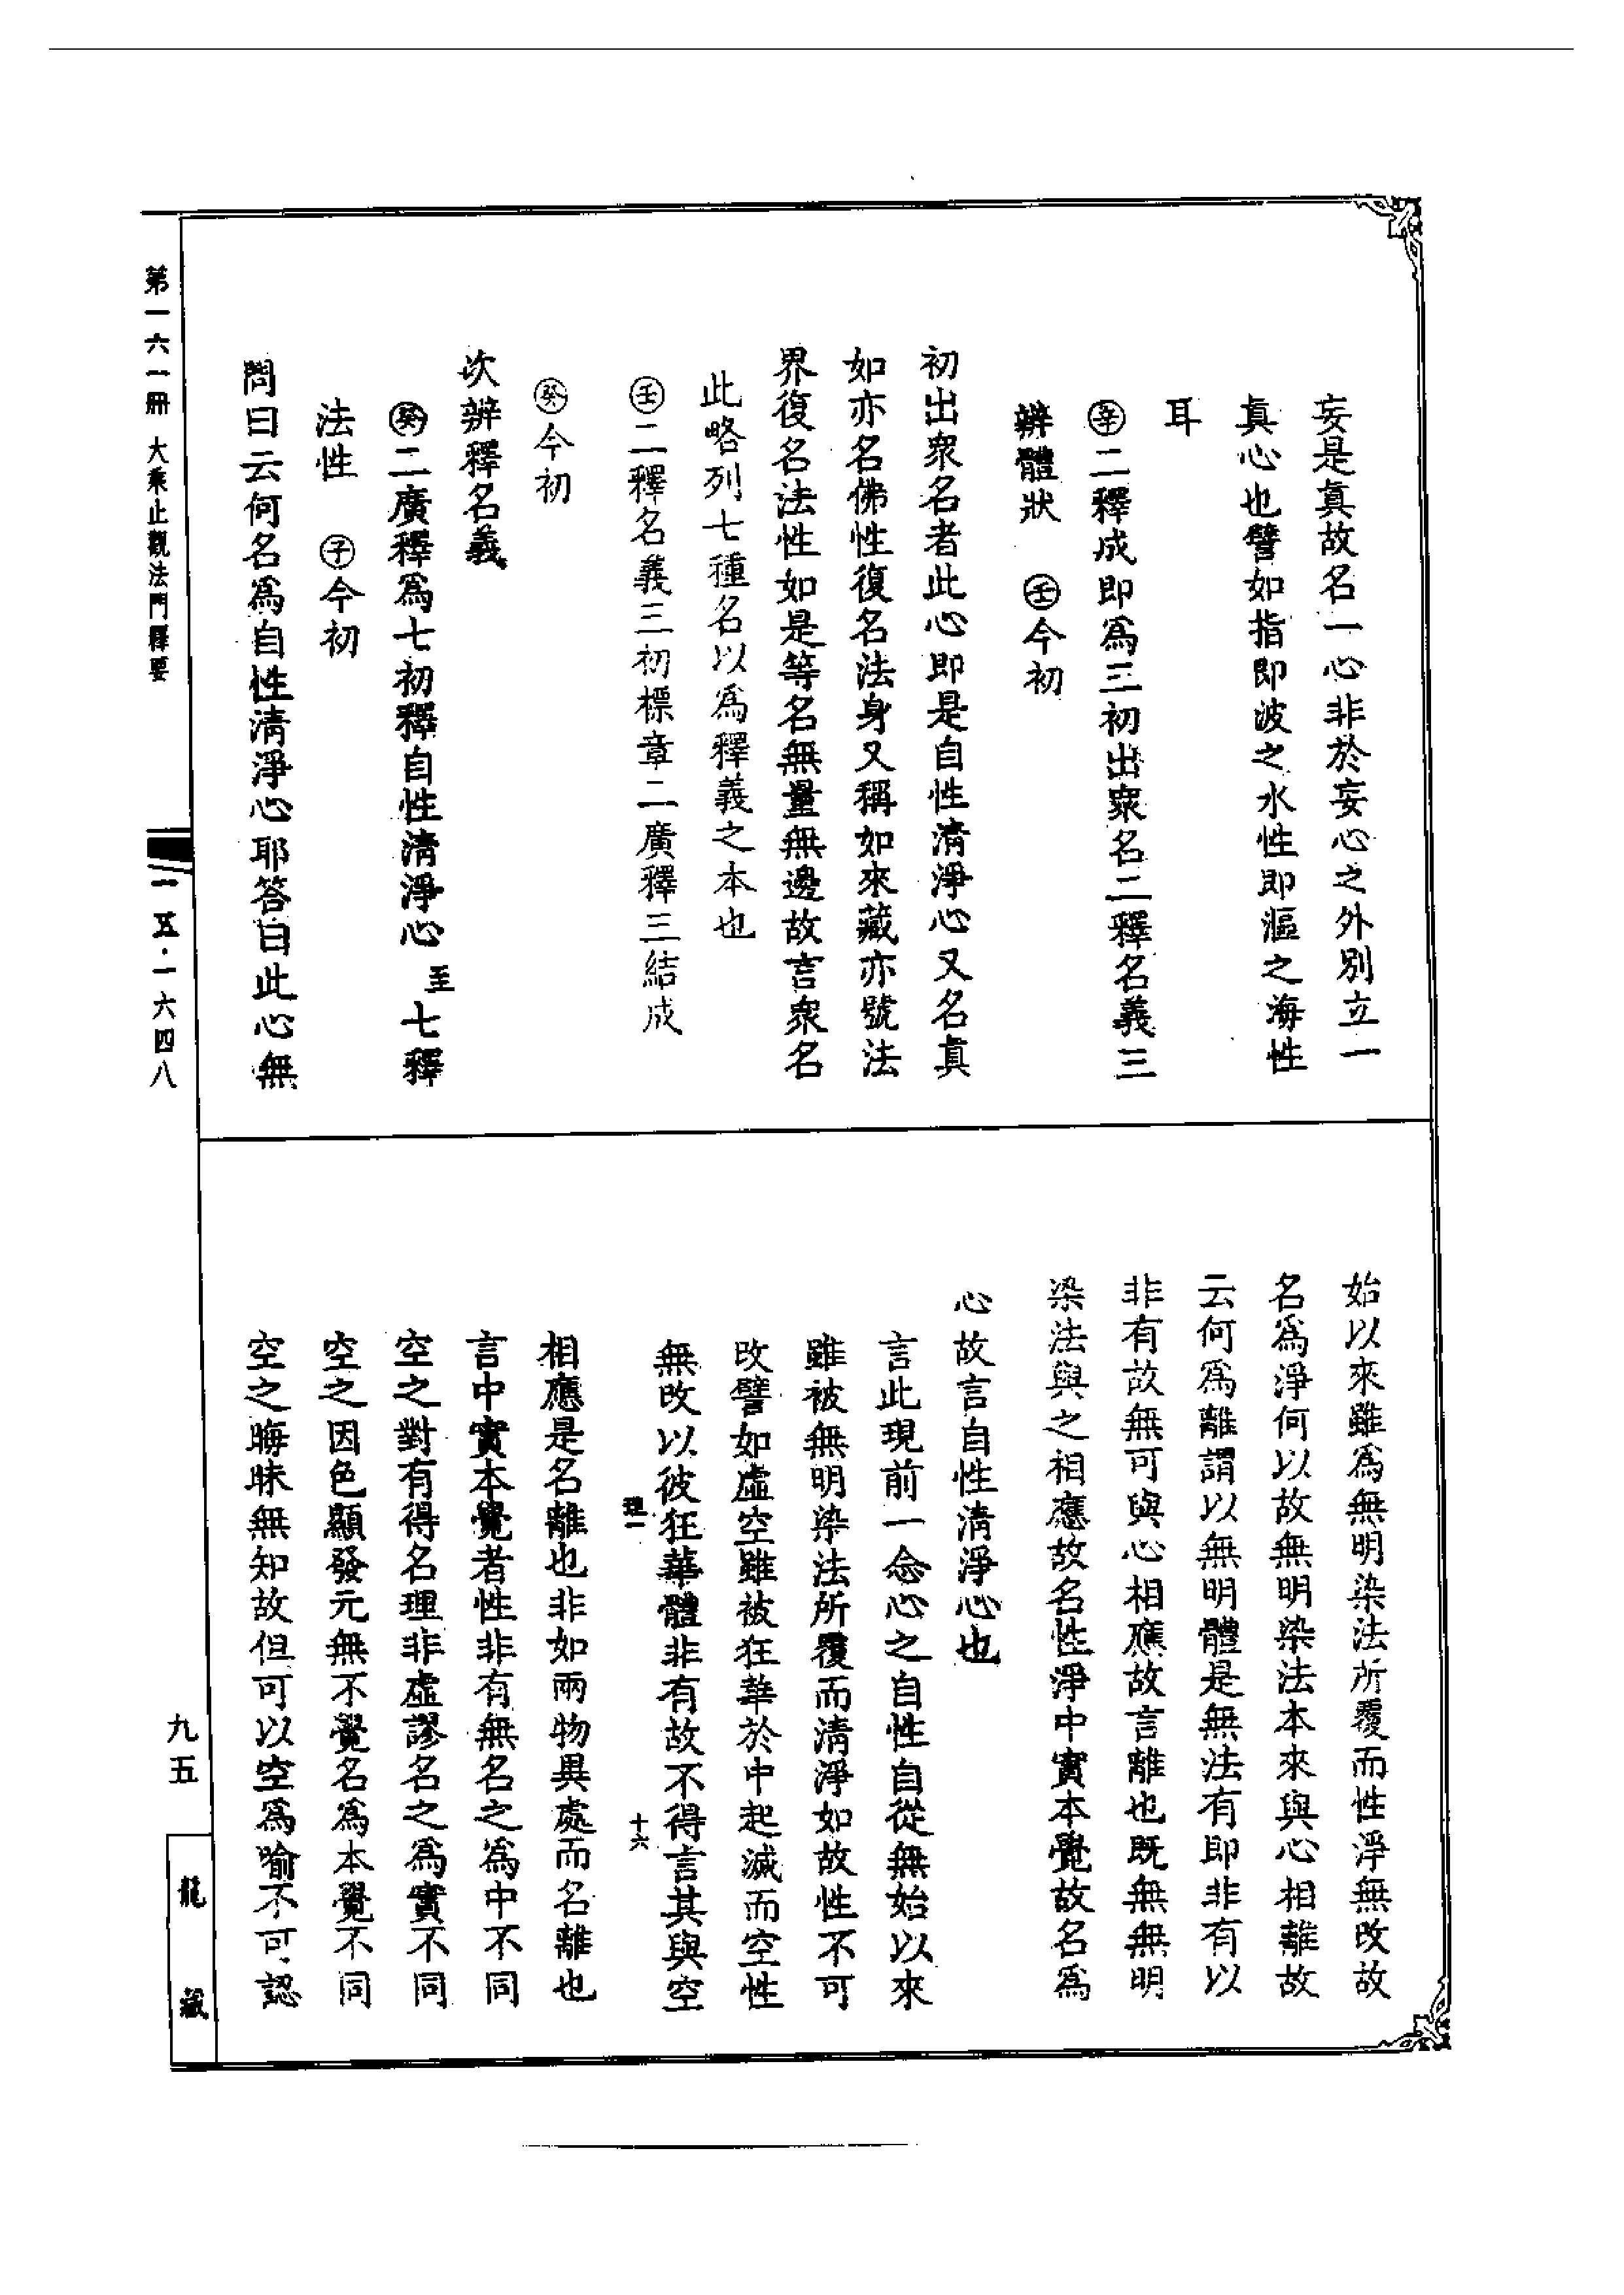 妄是真故名一心非於妄心之外別立一
真心也譬如指即波之水性即漚之海性
耳
㊛二釋成即爲三初出衆名二釋名義三
辨體狀　壬今初
初出衆名者此心即是自性清淨心又名真
如亦名佛性復名法身又稱如來藏亦號法
界復名法性如是等名無量無邊故言衆名
此略列七種名以爲釋義之本也
壬二釋名義三初標章二廣釋三結成
癸今初
次辨釋名義
癸二廣釋爲七初釋自性清淨心至七釋
法性　子今初
問曰云何名爲自性清淨心耶答曰此心無
始以來雖爲無明染法所覆而性淨無改故
名爲淨何以故無明染法本來與心相離故
云何爲離謂以無明體是無法有即非有以
非有故無可與心相應故言離也既無無明
染法與之相應故名性淨中實本覺故名爲
心故言自性清淨心也
言此現前一念心之自性自從無始以來
雖被無明染法所覆而清淨如故性不可
改譬如虛空雖被狂華於中起滅而空性
無改以彼狂華體非有故不得言其與空
理一　十六
相應是名離也非如兩物異處而名離也
言中實本覺者性非有無名之爲中不同
空之對有得名理非虛謬名之爲實不同
空之因色顯發元無不覺名爲本覺不同
空之晦昧無知故但可以空爲喻不可認
第一六一冊　大乘止觀法門釋要
一五·一六四八
九五
龍藏